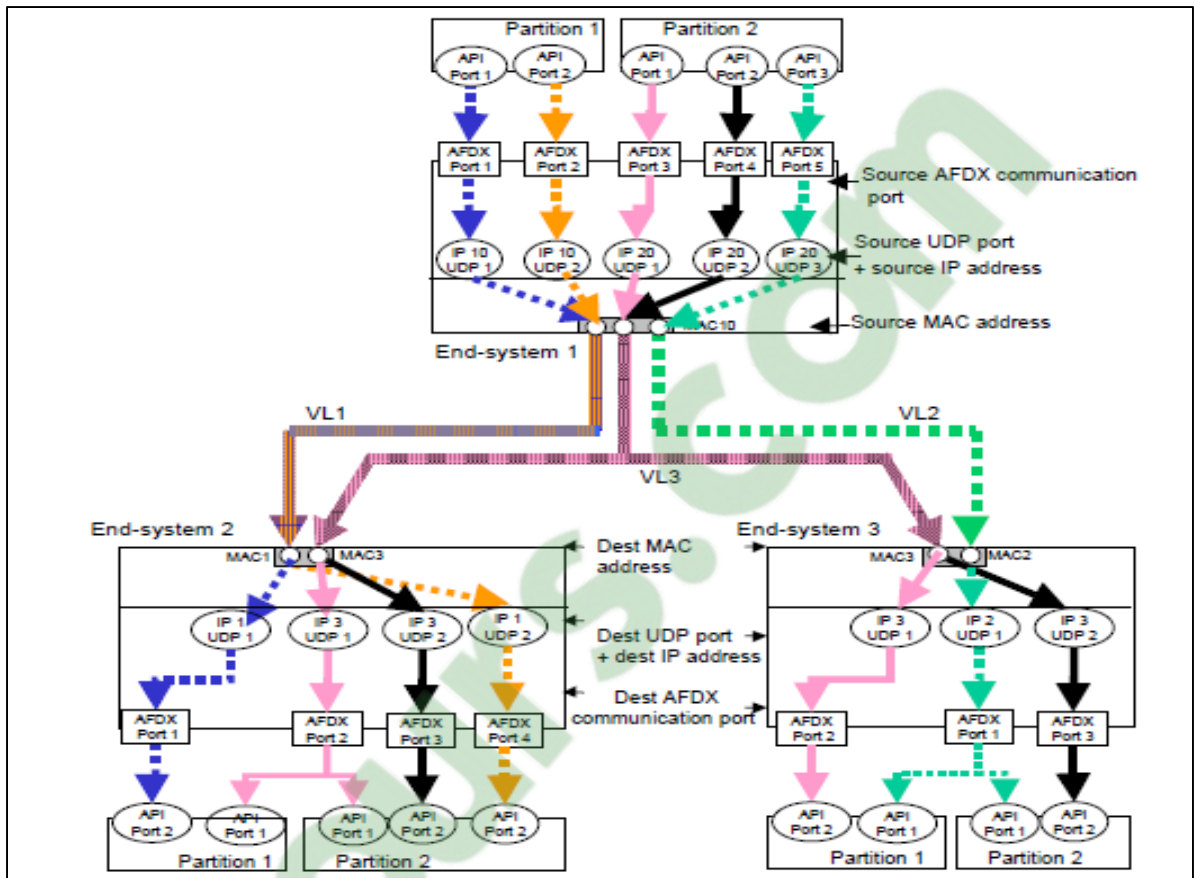 Partition 1
Partition 2
API Port 1
API Port 2
API Port 1
API Port 2
API Port 3
AFDX Port 1
AFDX Port 2
AFDX Port 3
AFDX Port 4
AFDX Port 5
Source AFDX communication
port
IP 10 UDP 1
IP 10 UDP 2
IP 20 UDP 1
IP 20 UDP 2
IP 20 UDP 3
Source UDP port
+ source IP address
MAC10
Source MAC address
End-system 1
VL1
VL2
VL3
End-system 2
End-system 3
MAC1
MAC3
Dest MAC
address
MAC3
MAC2
IP 1 UDP 1
IP 3 UDP 1
IP 3 UDP 2
IP 1 UDP 2
Dest UDP port
+ dest IP address
IP 3 UDP 1
IP 2 UDP 1
IP 3 UDP 2
Dest AFDX
communication port
AFDX Port 1
AFDX Port 2
AFDX Port 3
AFDX Port 4
AFDX Port 2
AFDX Port 1
AFDX Port 3
API Port 2
API Port 1
API Port 1
API Port 2
API Port 2
API Port 2
API Port 1
API Port 1
API Port 2
Partition 1
Partition 2
Partition 1
Partition 2
urs.com